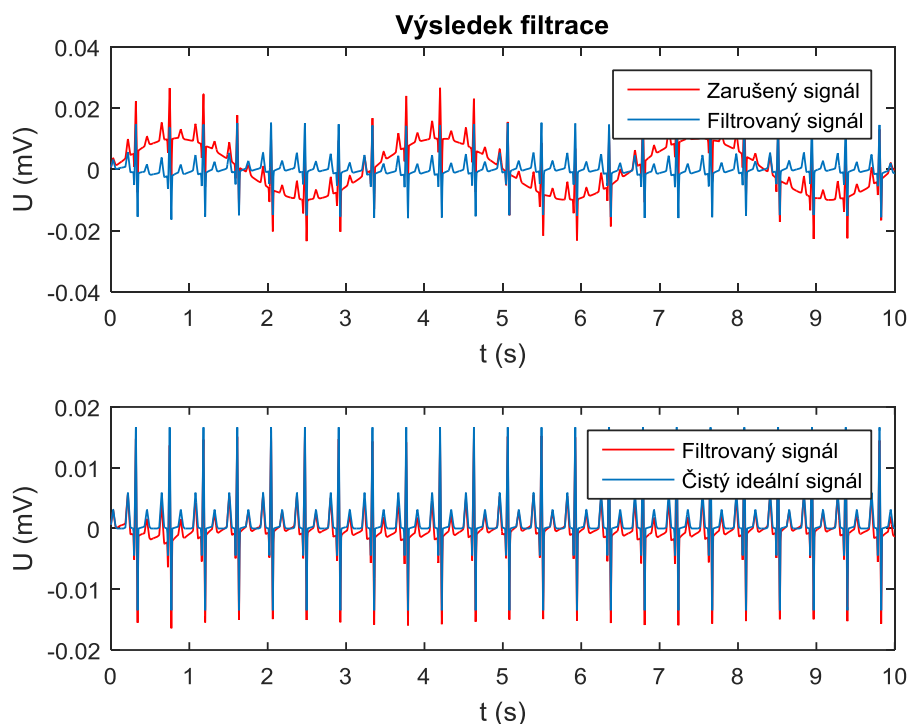 Výsledek filtrace
0.04
0.02
0
-0.02
-0.04
U (mV)
Zarušený signál
Filtrovaný signál
0 1 2 3 4 5 6 7 8 9 10
t (s)
0.02
0.01
0
-0.01
-0.02
U (mV)
Filtrovaný signál
Čistý ideální signál
0 1 2 3 4 5 6 7 8 9 10
t (s)